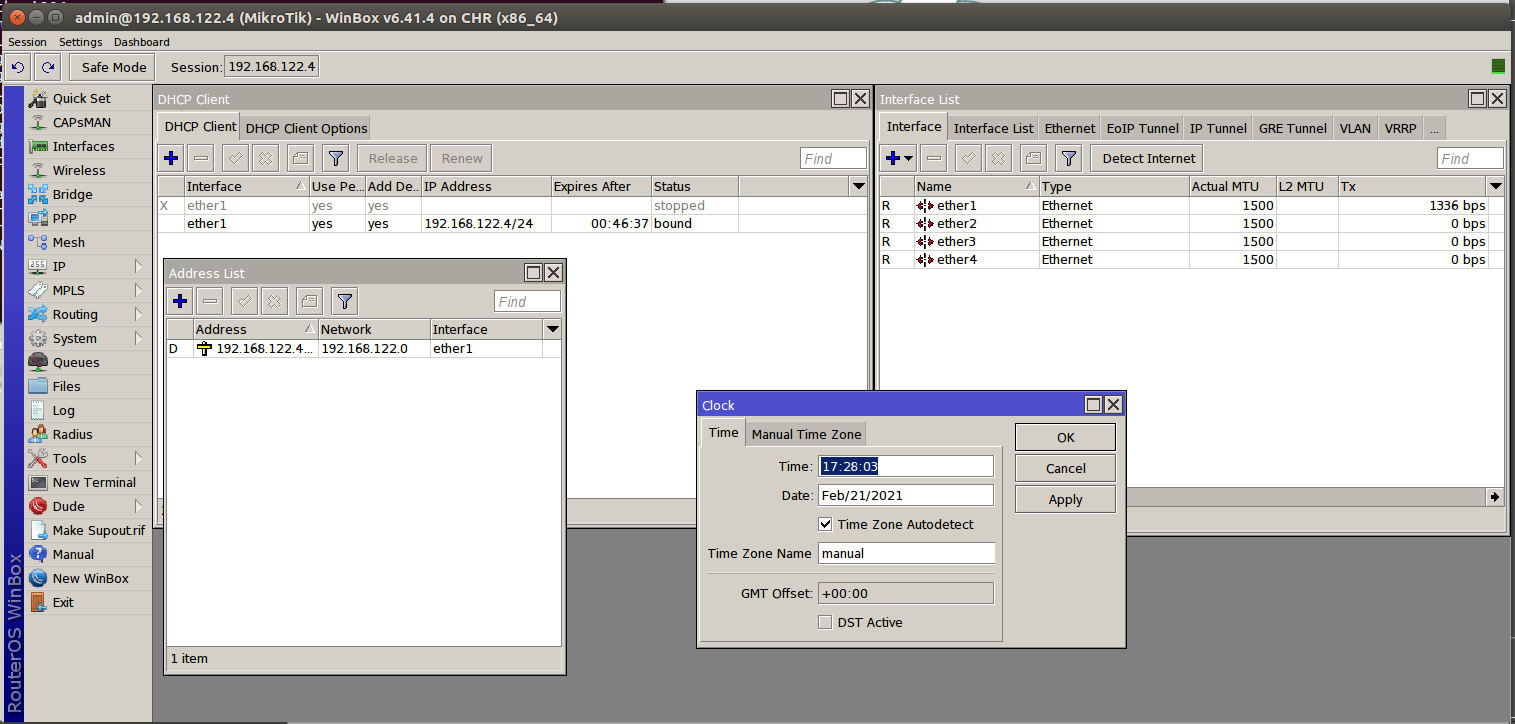 admin@192.168.122.4 (MikroTik) - WinBox v6.41.4 on CHR (x86_64)
Session Settings Dashboard
Safe Mode Session: 192.168.122.4
Quick Set
CAPsMAN
Interfaces
Wireless
Bridge
PPP
Mesh
IP
MPLS
Routing
System
Queues
Files
Log
Radius
Tools
New Terminal
Dude
Make Supout.rif
Manual
New WinBox
Exit
RouterOS WinBox
DHCP Client
DHCP Client DHCP Client Options
Release Renew Find
Interface Use Pe... Add De... IP Address Expires After Status
X ether1 yes yes stopped
ether1 yes yes 192.168.122.4/24 00:46:37 bound
Address List
Find
Address Network Interface
D 192.168.122.4... 192.168.122.0 ether1
1 item
Interface List
Interface Interface List Ethernet EoIP Tunnel IP Tunnel GRE Tunnel VLAN VRRP ...
Detect Internet Find
Name Type Actual MTU L2 MTU Tx
R ether1 Ethernet 1500 1336 bps
R ether2 Ethernet 1500 0 bps
R ether3 Ethernet 1500 0 bps
R ether4 Ethernet 1500 0 bps
Clock
Time Manual Time Zone
Time: 17:28:03
Date: Feb/21/2021
Time Zone Autodetect
Time Zone Name manual
GMT Offset: +00:00
DST Active
OK
Cancel
Apply